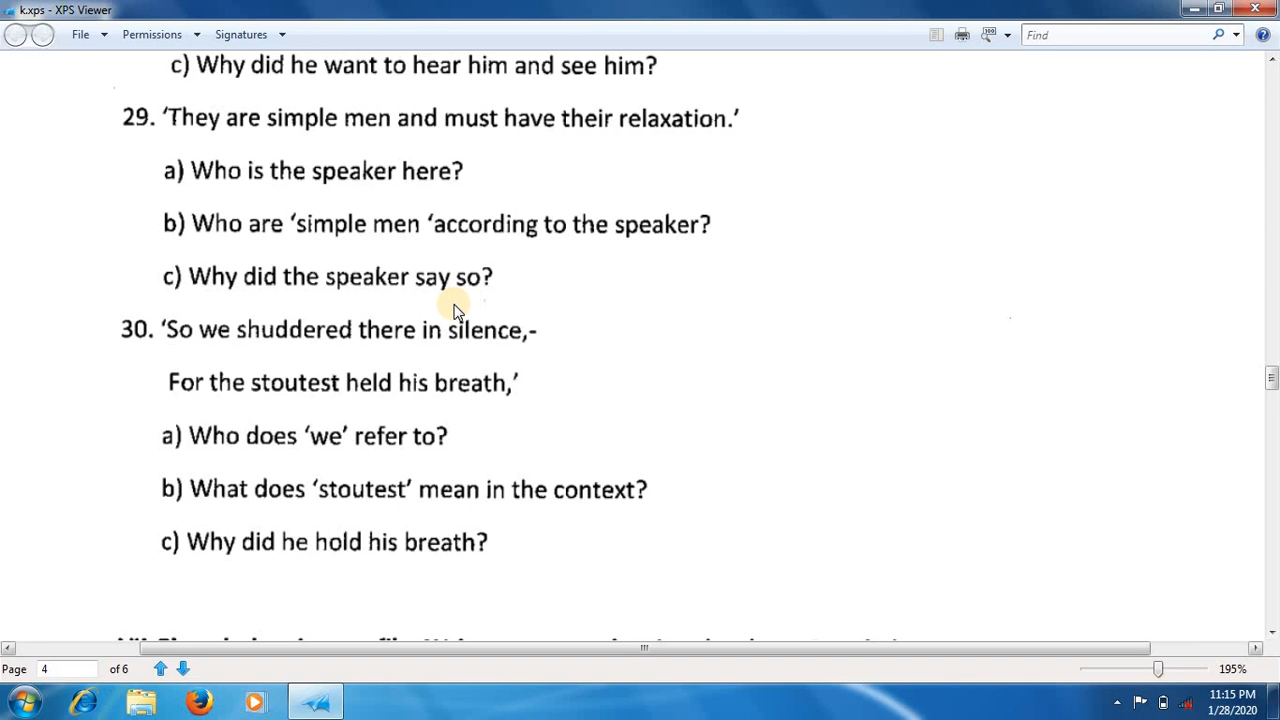 k.xps - XPS Viewer
File Permissions Signatures Find
c) Why did he want to hear him and see him?
29. ‘They are simple men and must have their relaxation.’
a) Who is the speaker here?
b) Who are ‘simple men ‘according to the speaker?
c) Why did the speaker say so?
30. ‘So we shuddered there in silence,-
For the stoutest held his breath,’
a) Who does ‘we’ refer to?
b) What does ‘stoutest’ mean in the context?
c) Why did he hold his breath?
Page 4 of 6 195%
11:15 PM
1/28/2020